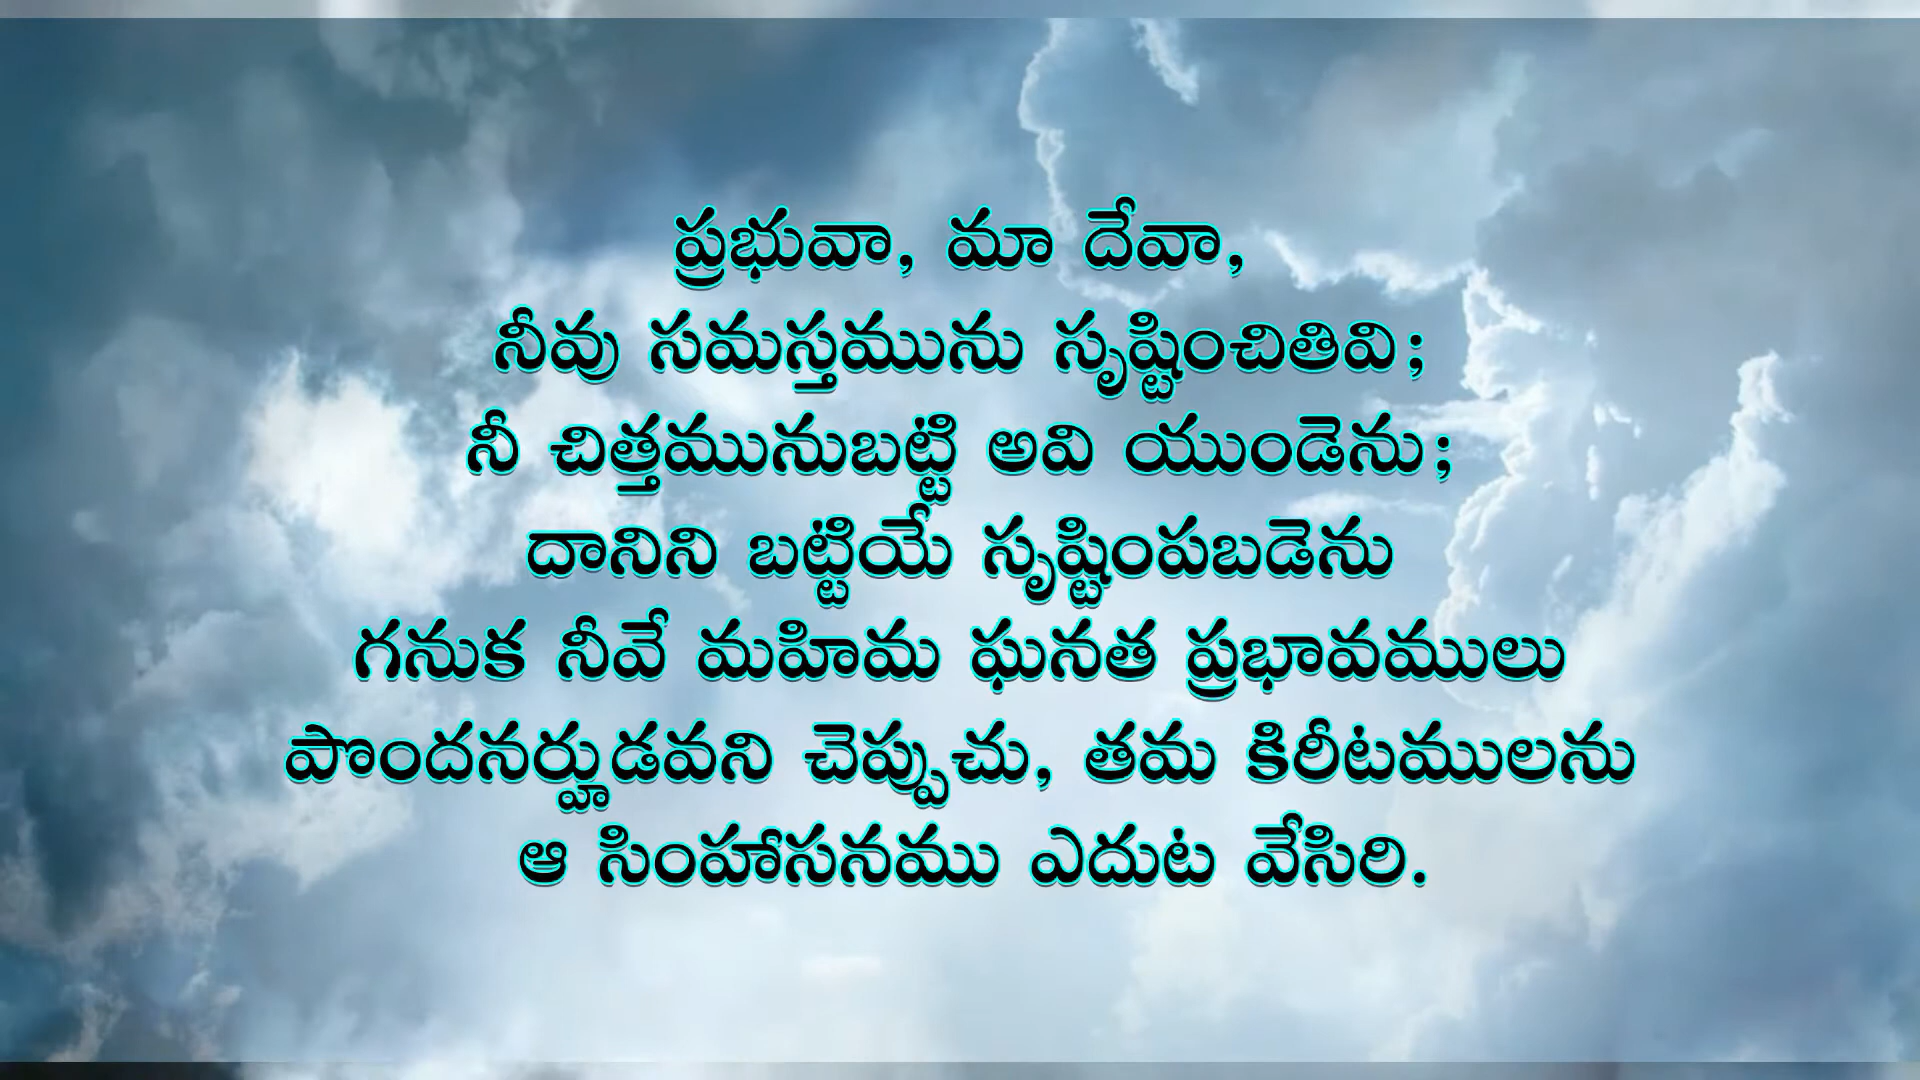 ప్రభువా, మా దేవా,
నీవు సమస్తమును సృష్టించితివి;
నీ చిత్తమునుబట్టి అవి యుండెను;
దానిని బట్టియే సృష్టింపబడెను
గనుక నీవే మహిమ ఘనత ప్రభావములు
పొందనర్హుడవని చెప్పుచు, తమ కిరీటములను
ఆ సింహాసనము ఎదుట వేసిరి.